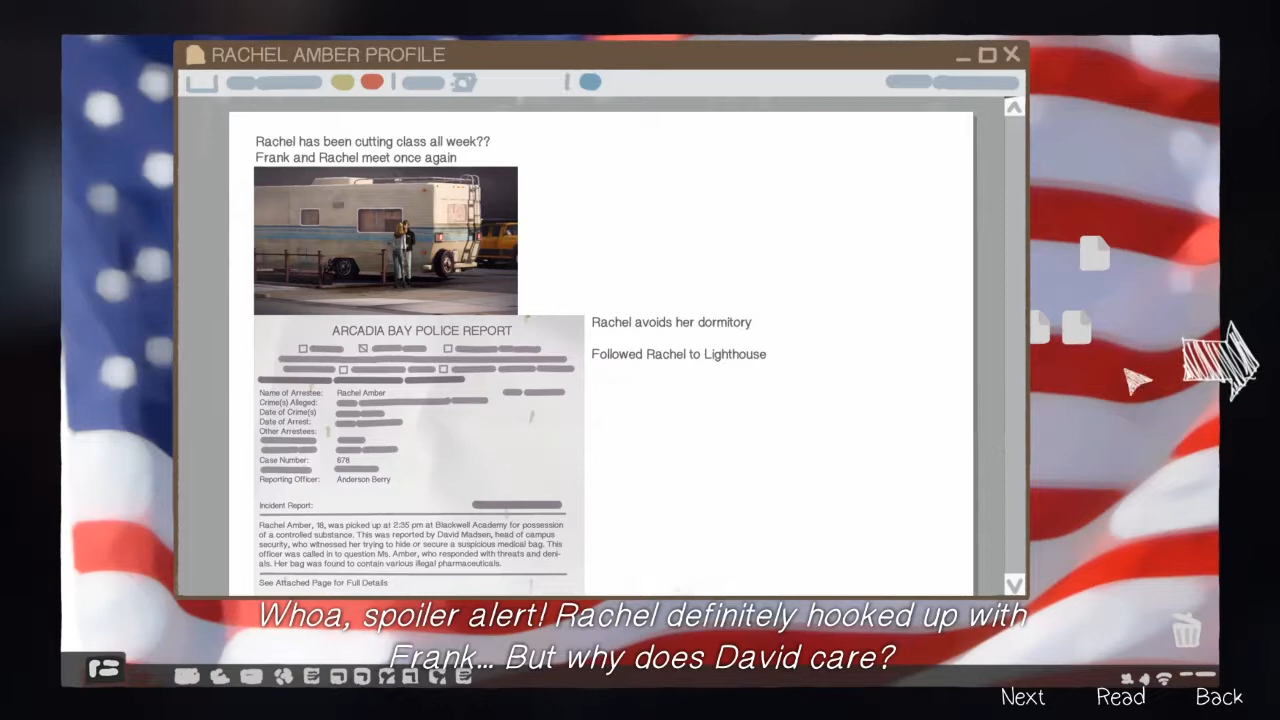 RACHEL AMBER PROFILE
Rachel has been cutting class all week??
Frank and Rachel meet once again
Rachel avoids her dormitory
Followed Rachel to Lighthouse
ARCADIA BAY POLICE REPORT
Name of Arrestee: Rachel Amber
Crime(s) Alleged:
Date of Crime(s)
Date of Arrest:
Other Arrestees:
Case Number: 678
Reporting Officer: Anderson Berry
Incident Report:
Rachel Amber, 18, was picked up at 2:35 pm at Blackwell Academy for possession
of a controlled substance. This was reported by David Madsen, head of campus
security, who witnessed her trying to hide or secure a suspicious medical bag. This
officer was called in to question Ms. Amber, who responded with threats and deni-
als. Her bag was found to contain various illegal pharmaceuticals.
See Attached Page for Full Details
Whoa, spoiler alert! Rachel definitely hooked up with
Frank... But why does David care?
Next Read Back